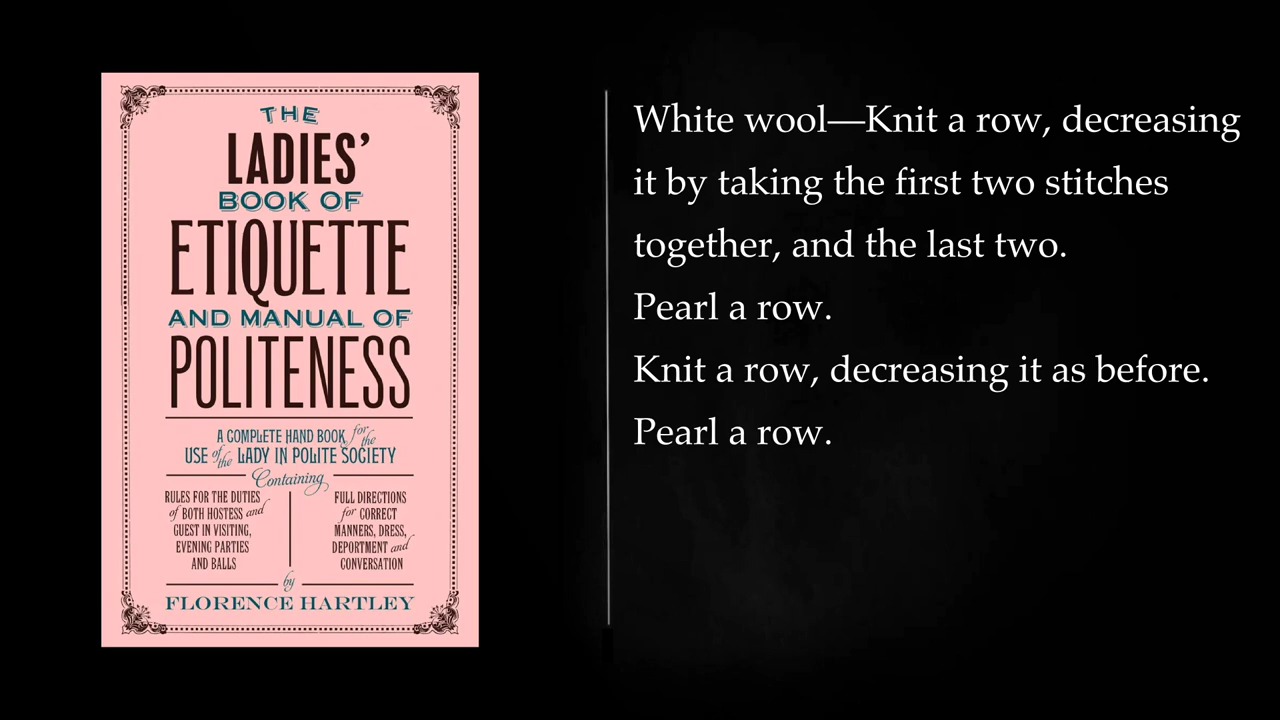 THE
LADIES'
BOOK OF
ETIQUETTE
AND MANUAL OF
POLITENESS
A COMPLETE HAND BOOK for the
USE of the LADY IN POLITE SOCIETY
Containing
RULES FOR THE DUTIES
of BOTH HOSTESS and
GUEST IN VISITING,
EVENING PARTIES
AND BALLS
FULL DIRECTIONS
for CORRECT
MANNERS, DRESS,
DEPORTMENT and
CONVERSATION
by
FLORENCE HARTLEY
White wool—Knit a row, decreasing
it by taking the first two stitches
together, and the last two.
Pearl a row.
Knit a row, decreasing it as before.
Pearl a row.